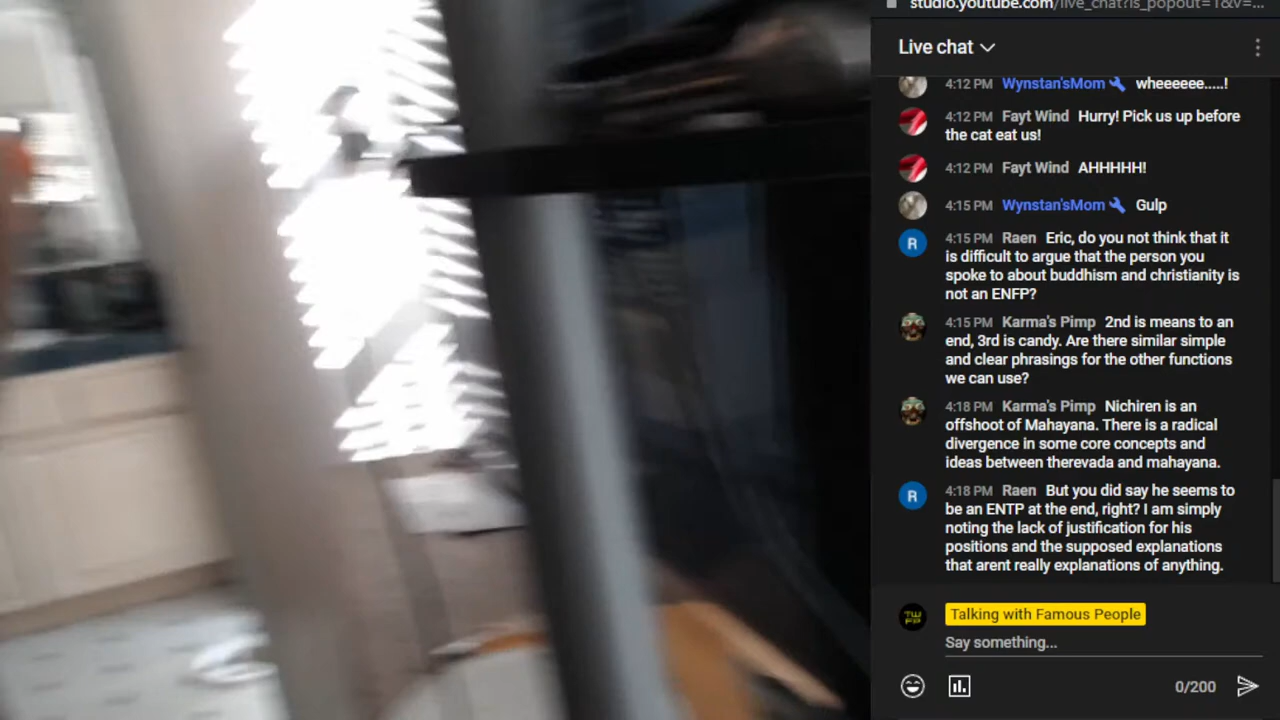 studio.youtube.com/live_chat?is_popout=1&v=...
Live chat
4:12 PM Wynstan'sMom wheeeeee.....!
4:12 PM Fayt Wind Hurry! Pick us up before
the cat eat us!
4:12 PM Fayt Wind AHHHHH!
4:15 PM Wynstan'sMom Gulp
R
4:15 PM Raen Eric, do you not think that it
is difficult to argue that the person you
spoke to about buddhism and christianity is
not an ENFP?
4:15 PM Karma's Pimp 2nd is means to an
end, 3rd is candy. Are there similar simple
and clear phrasings for the other functions
we can use?
4:18 PM Karma's Pimp Nichiren is an
offshoot of Mahayana. There is a radical
divergence in some core concepts and
ideas between therevada and mahayana.
R
4:18 PM Raen But you did say he seems to
be an ENTP at the end, right? I am simply
noting the lack of justification for his
positions and the supposed explanations
that arent really explanations of anything.
TW
FP
Talking with Famous People
Say something...
0/200